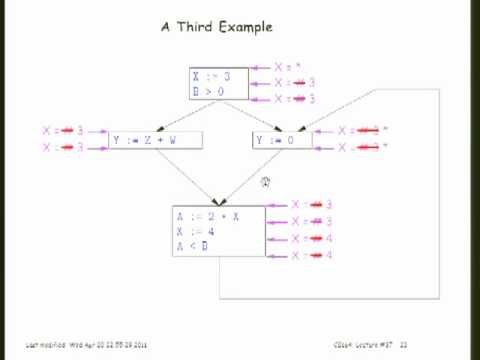 A Third Example
X := 3
B > 0
X = *
X = # 3
X = # 3
X = # 3
X = # 3
Y := Z + W
Y := 0
X = # 3 *
X = # 3 *
A := 2 * X
X := 4
A < B
X = # 3
X = # 3
X = # 4
X = # 4
Last modified: Wed Apr 20 22:55:29 2011
CS164: Lecture #37 22